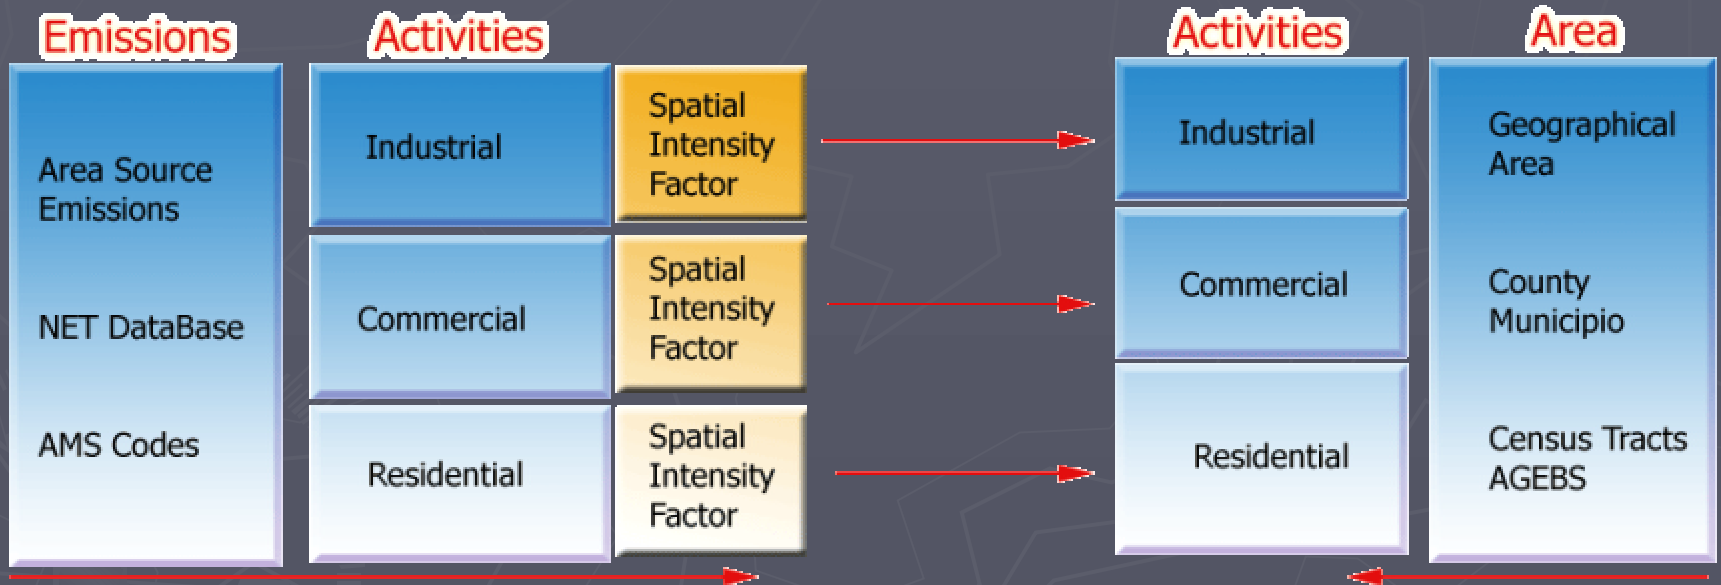 Emissions
Area Source
Emissions
NET DataBase
AMS Codes
Activities
Industrial
Spatial
Intensity
Factor
Commercial
Spatial
Intensity
Factor
Residential
Spatial
Intensity
Factor
Activities
Industrial
Commercial
Residential
Area
Geographical
Area
County
Municipio
Census Tracts
AGEBS